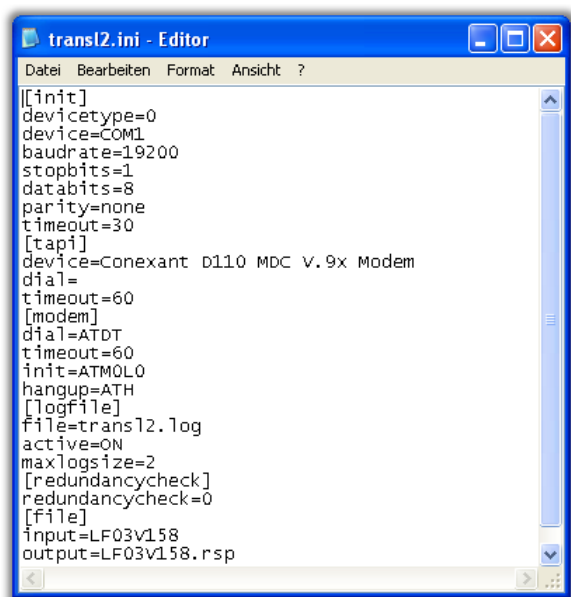 transl2.ini - Editor
Datei Bearbeiten Format Ansicht ?
[init]
devicetype=0
device=COM1
baudrate=19200
stopbits=1
databits=8
parity=none
timeout=30
[tapi]
device=Conexant D110 MDC V.9x Modem
dial=
timeout=60
[modem]
dial=ATDT
timeout=60
init=ATM0L0
hangup=ATH
[logfile]
file=transl2.log
active=ON
maxlogsize=2
[redundancycheck]
redundancycheck=0
[file]
input=LF03V158
output=LF03V158.rsp